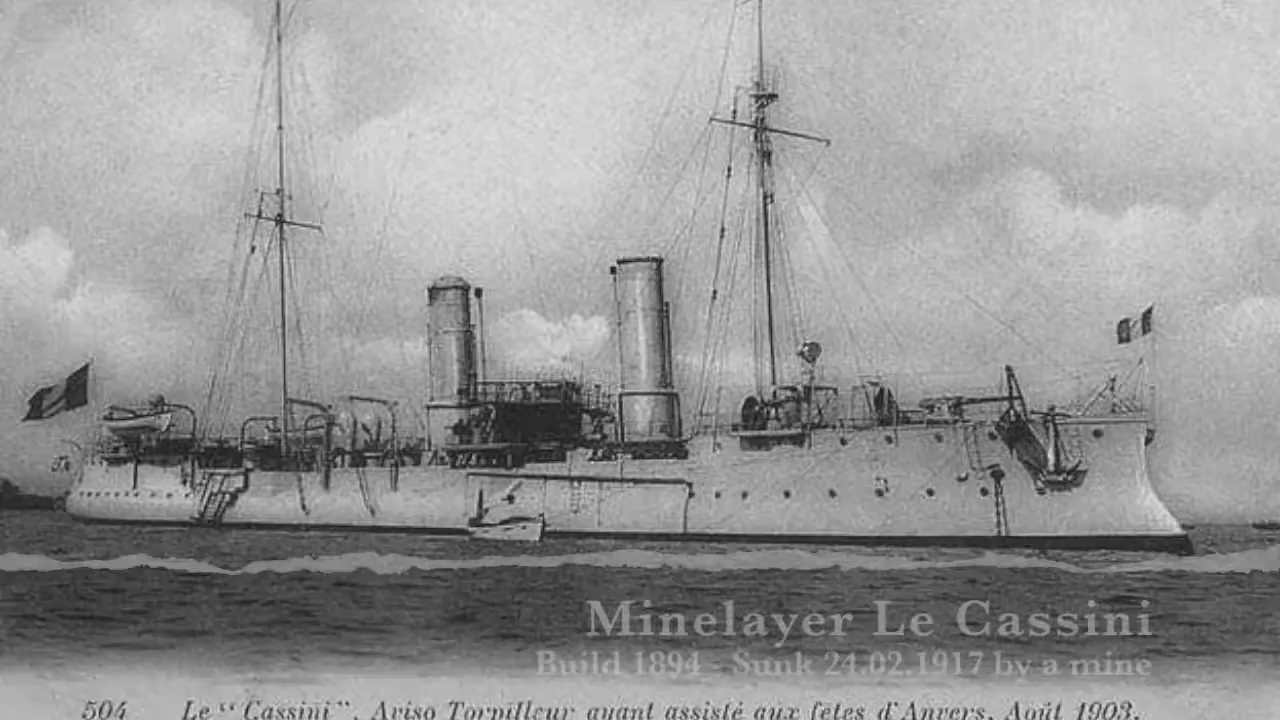 Minelayer Le Cassini
Build 1894 - Sunk 24.02.1917 by a mine
504 Le "Cassini", Aviso Torpilleur ayant assisté aux fetes d'Anvers, Août 1903.